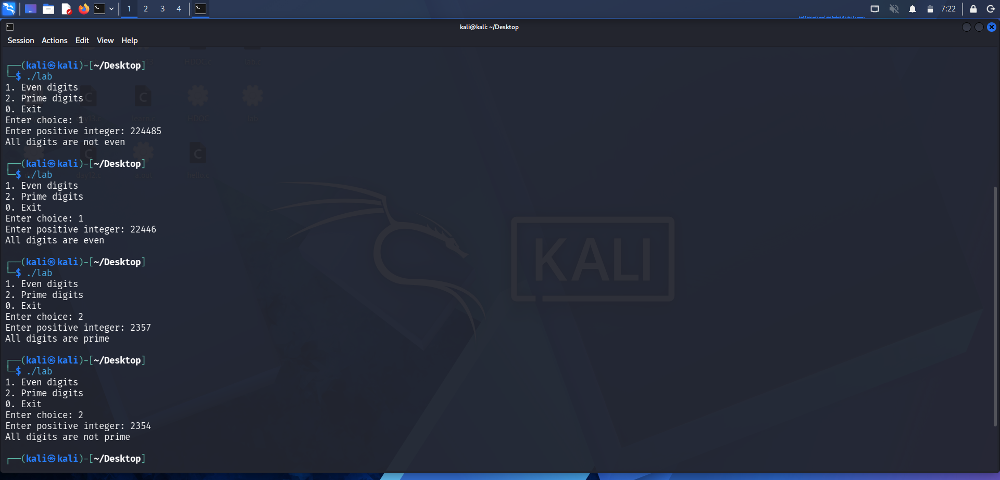 1 2 3 4
7:22
kali@kali: ~/Desktop
Session Actions Edit View Help
┌──(kali㉿kali)-[~/Desktop]
└─$ ./lab
1. Even digits
2. Prime digits
0. Exit
Enter choice: 1
Enter positive integer: 224485
All digits are not even
┌──(kali㉿kali)-[~/Desktop]
└─$ ./lab
1. Even digits
2. Prime digits
0. Exit
Enter choice: 1
Enter positive integer: 22446
All digits are even
┌──(kali㉿kali)-[~/Desktop]
└─$ ./lab
1. Even digits
2. Prime digits
0. Exit
Enter choice: 2
Enter positive integer: 2357
All digits are prime
┌──(kali㉿kali)-[~/Desktop]
└─$ ./lab
1. Even digits
2. Prime digits
0. Exit
Enter choice: 2
Enter positive integer: 2354
All digits are not prime
┌──(kali㉿kali)-[~/Desktop]
KALI